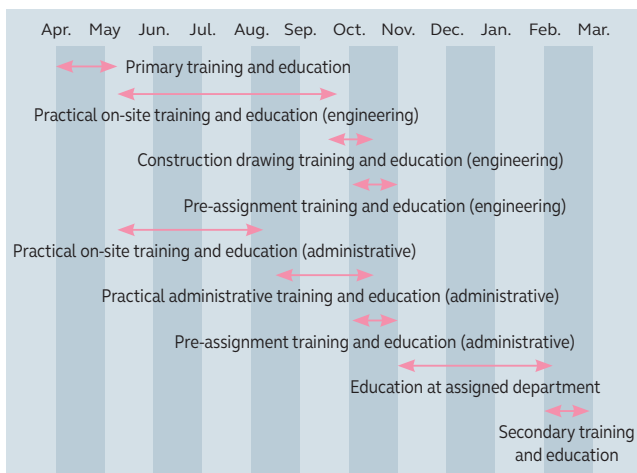 Apr. May Jun. Jul. Aug. Sep. Oct. Nov. Dec. Jan. Feb. Mar.
Primary training and education
Practical on-site training and education (engineering)
Construction drawing training and education (engineering)
Pre-assignment training and education (engineering)
Practical on-site training and education (administrative)
Practical administrative training and education (administrative)
Pre-assignment training and education (administrative)
Education at assigned department
Secondary training
and education